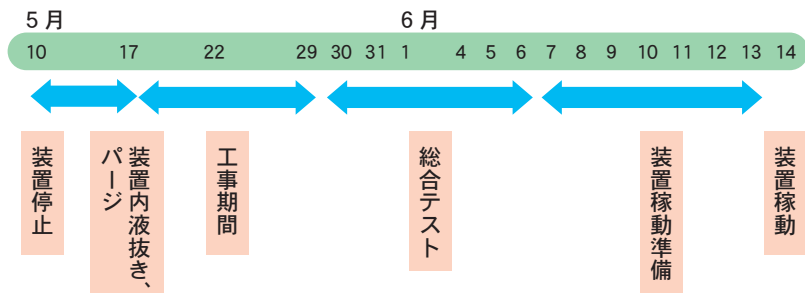 5月
6月
10 17 22 29 30 31 1 4 5 6 7 8 9 10 11 12 13 14
装置停止
装置内液抜き、
パージ
工事期間
総合テスト
装置稼動準備
装置稼動